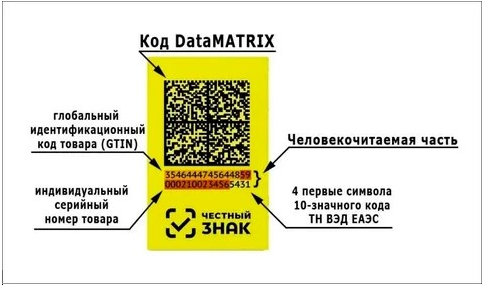 Код DataMATRIX
глобальный
идентификационный
код товара (GTIN)
Человекочитаемая часть
3546444745644859
0002100234565431
индивидуальный
серийный
номер товара
4 первые символа
10-значного кода
ТН ВЭД ЕАЭС
ЧЕСТНЫЙ
ЗНАК